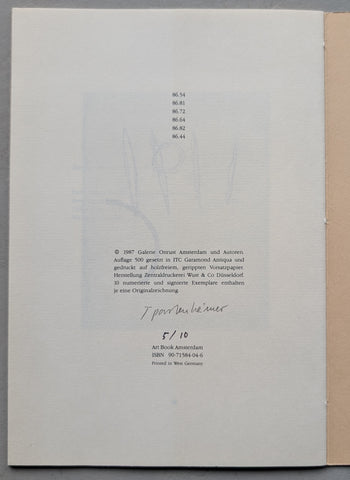 86.54
86.81
86.72
86.64
86.82
86.44
© 1987 Galerie Onrust Amsterdam und Autoren.
Auflage 500 gesetzt in ITC Garamond Antiqua und
gedruckt auf holzfreiem, gerippten Vorsatzpapier.
Herstellung Zentraldruckerei Wust & Co Düsseldorf.
10 numerierte und signierte Exemplare enthalten
je eine Originalzeichnung.
T partenheimer
5/10
Art Book Amsterdam
ISBN 90-71584-04-6
Printed in West Germany